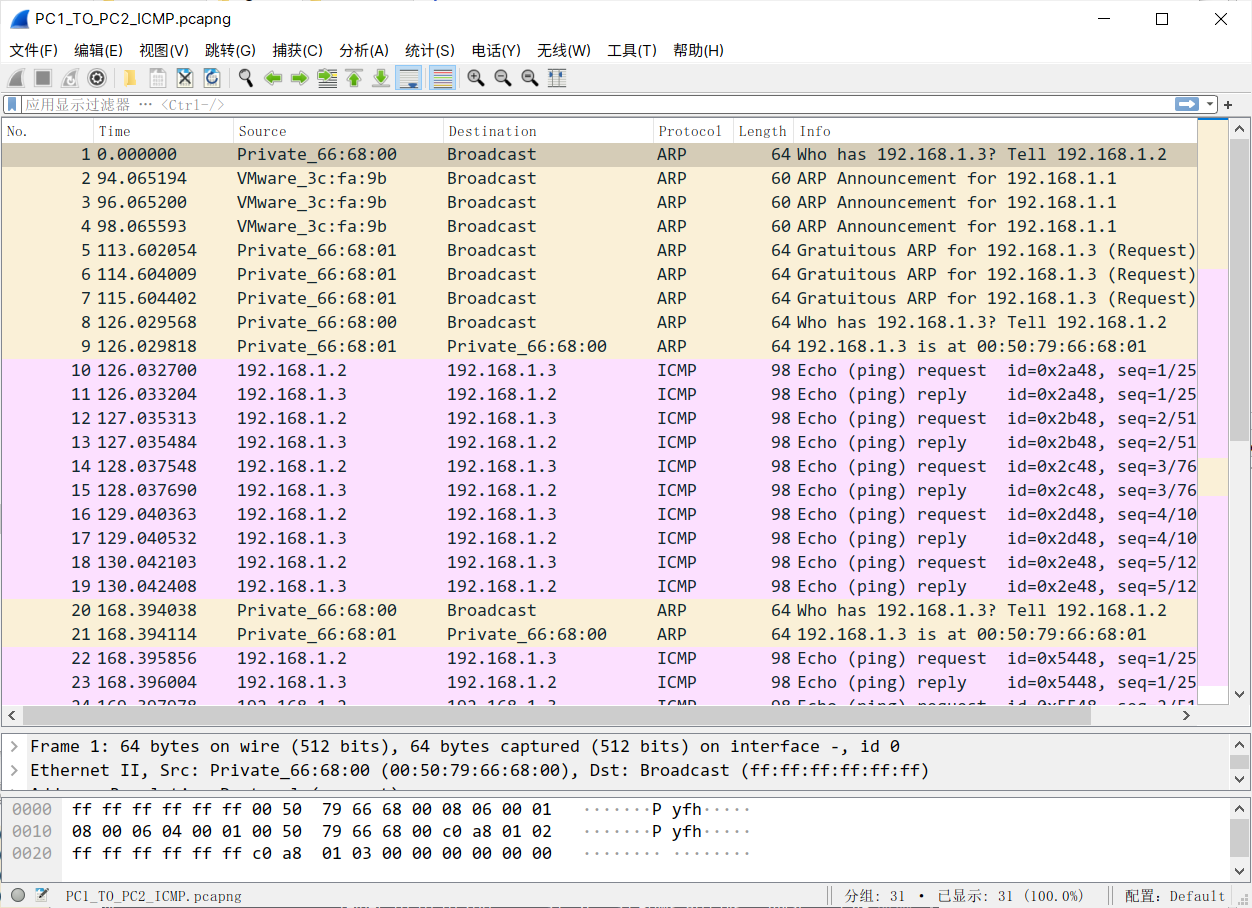 PC1_TO_PC2_ICMP.pcapng
文件(F) 编辑(E) 视图(V) 跳转(G) 捕获(C) 分析(A) 统计(S) 电话(Y) 无线(W) 工具(T) 帮助(H)
应用显示过滤器 … <Ctrl-/>
No. Time Source Destination Protocol Length Info
1 0.000000 Private_66:68:00 Broadcast ARP 64 Who has 192.168.1.3? Tell 192.168.1.2
2 94.065194 VMware_3c:fa:9b Broadcast ARP 60 ARP Announcement for 192.168.1.1
3 96.065200 VMware_3c:fa:9b Broadcast ARP 60 ARP Announcement for 192.168.1.1
4 98.065593 VMware_3c:fa:9b Broadcast ARP 60 ARP Announcement for 192.168.1.1
5 113.602054 Private_66:68:01 Broadcast ARP 64 Gratuitous ARP for 192.168.1.3 (Request)
6 114.604009 Private_66:68:01 Broadcast ARP 64 Gratuitous ARP for 192.168.1.3 (Request)
7 115.604402 Private_66:68:01 Broadcast ARP 64 Gratuitous ARP for 192.168.1.3 (Request)
8 126.029568 Private_66:68:00 Broadcast ARP 64 Who has 192.168.1.3? Tell 192.168.1.2
9 126.029818 Private_66:68:01 Private_66:68:00 ARP 64 192.168.1.3 is at 00:50:79:66:68:01
10 126.032700 192.168.1.2 192.168.1.3 ICMP 98 Echo (ping) request id=0x2a48, seq=1/25
11 126.033204 192.168.1.3 192.168.1.2 ICMP 98 Echo (ping) reply id=0x2a48, seq=1/25
12 127.035313 192.168.1.2 192.168.1.3 ICMP 98 Echo (ping) request id=0x2b48, seq=2/51
13 127.035484 192.168.1.3 192.168.1.2 ICMP 98 Echo (ping) reply id=0x2b48, seq=2/51
14 128.037548 192.168.1.2 192.168.1.3 ICMP 98 Echo (ping) request id=0x2c48, seq=3/76
15 128.037690 192.168.1.3 192.168.1.2 ICMP 98 Echo (ping) reply id=0x2c48, seq=3/76
16 129.040363 192.168.1.2 192.168.1.3 ICMP 98 Echo (ping) request id=0x2d48, seq=4/10
17 129.040532 192.168.1.3 192.168.1.2 ICMP 98 Echo (ping) reply id=0x2d48, seq=4/10
18 130.042103 192.168.1.2 192.168.1.3 ICMP 98 Echo (ping) request id=0x2e48, seq=5/12
19 130.042408 192.168.1.3 192.168.1.2 ICMP 98 Echo (ping) reply id=0x2e48, seq=5/12
20 168.394038 Private_66:68:00 Broadcast ARP 64 Who has 192.168.1.3? Tell 192.168.1.2
21 168.394114 Private_66:68:01 Private_66:68:00 ARP 64 192.168.1.3 is at 00:50:79:66:68:01
22 168.395856 192.168.1.2 192.168.1.3 ICMP 98 Echo (ping) request id=0x5448, seq=1/25
23 168.396004 192.168.1.3 192.168.1.2 ICMP 98 Echo (ping) reply id=0x5448, seq=1/25
Frame 1: 64 bytes on wire (512 bits), 64 bytes captured (512 bits) on interface -, id 0
Ethernet II, Src: Private_66:68:00 (00:50:79:66:68:00), Dst: Broadcast (ff:ff:ff:ff:ff:ff)
0000 ff ff ff ff ff ff 00 50 79 66 68 00 08 06 00 01 ·······P yfh·····
0010 08 00 06 04 00 01 00 50 79 66 68 00 c0 a8 01 02 ·······P yfh·····
0020 ff ff ff ff ff ff c0 a8 01 03 00 00 00 00 00 00 ········ ········
PC1_TO_PC2_ICMP.pcapng 分组: 31 · 已显示: 31 (100.0%) 配置: Default